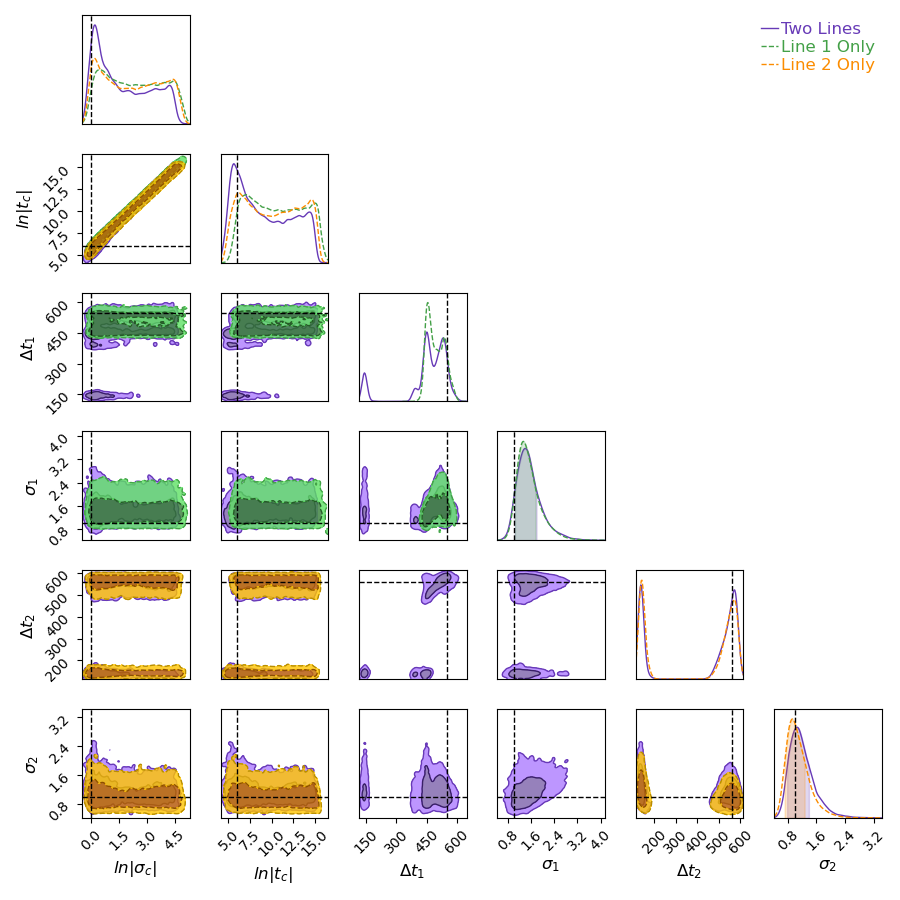 Two Lines
Line 1 Only
Line 2 Only
ln|t_c|
15.0
12.5
10.0
7.5
5.0
Δt₁
600
450
300
150
σ₁
4.0
3.2
2.4
1.6
0.8
Δt₂
600
500
400
300
200
σ₂
3.2
2.4
1.6
0.8
0.0 1.5 3.0 4.5
5.0 7.5 10.0 12.5 15.0
150 300 450 600
0.8 1.6 2.4 3.2 4.0
200 300 400 500 600
0.8 1.6 2.4 3.2
ln|σ_c| ln|t_c| Δt₁ σ₁ Δt₂ σ₂